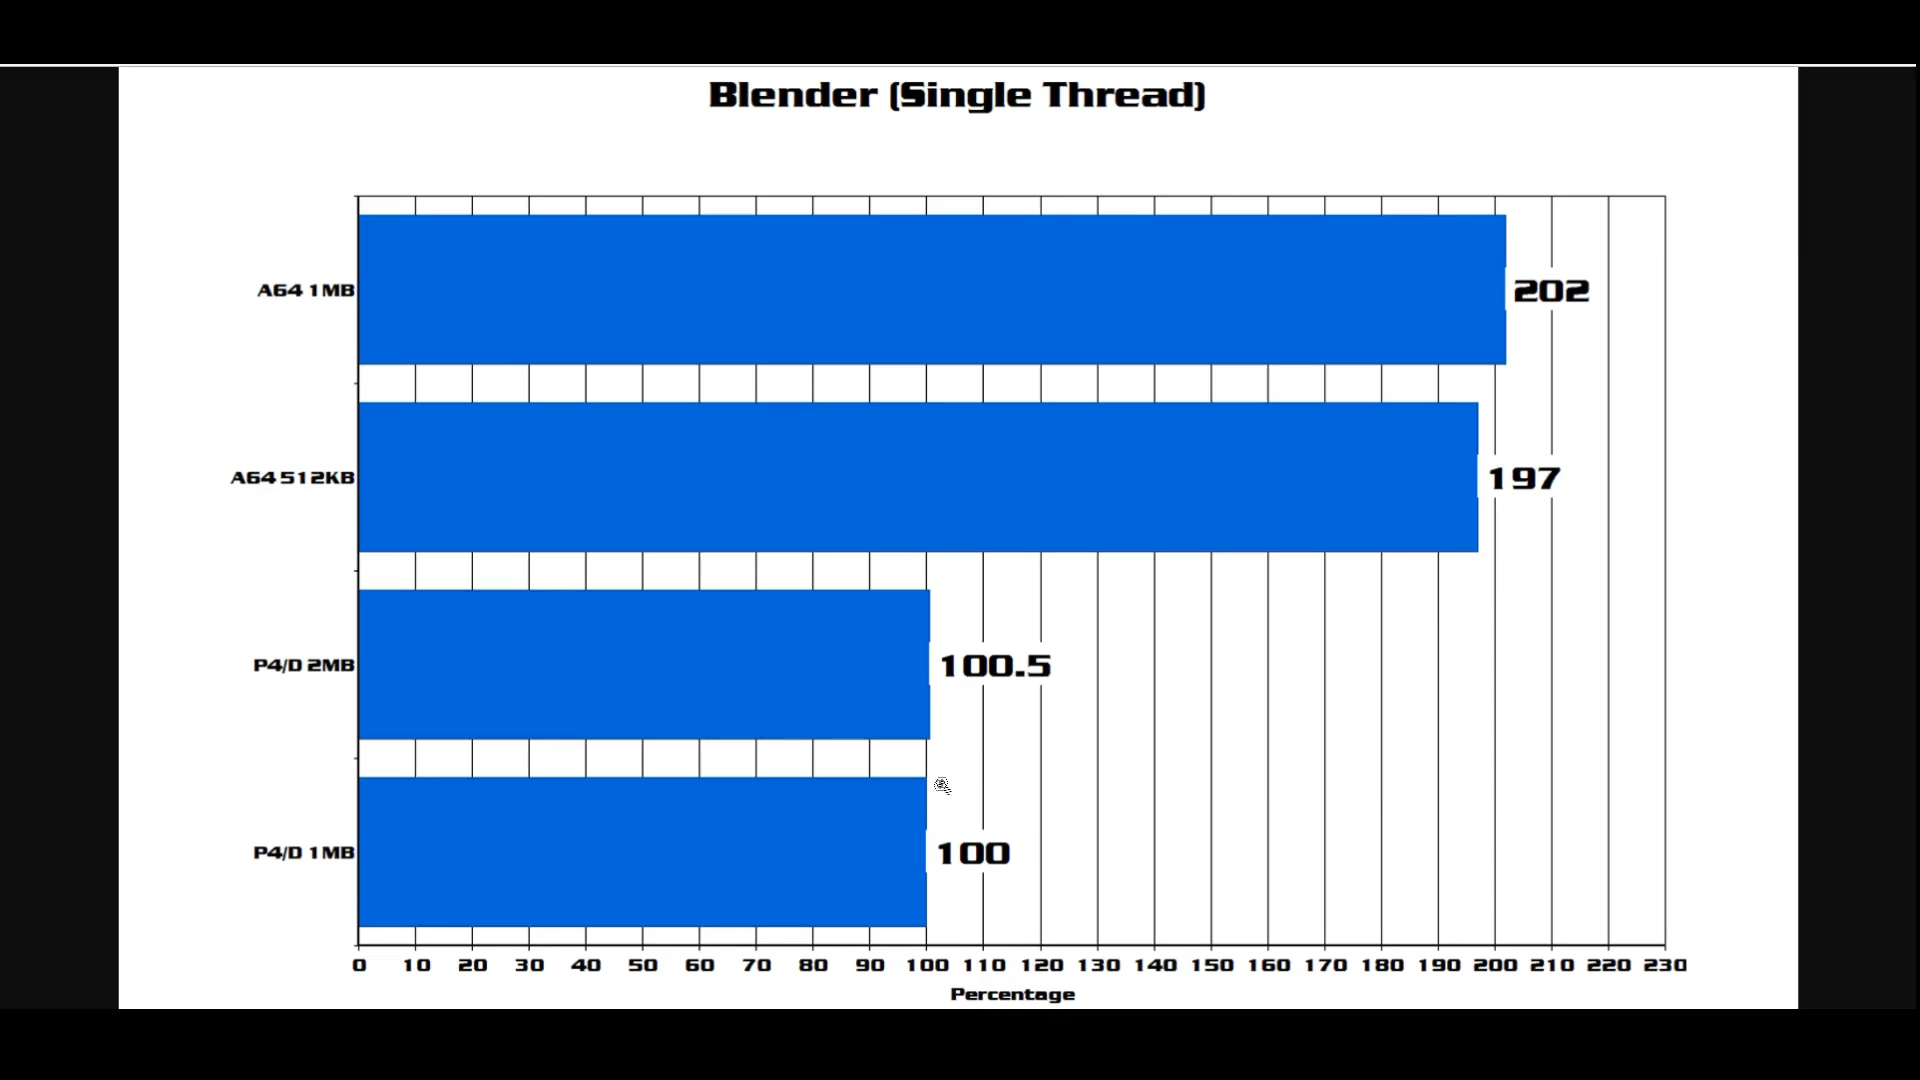 Blender (Single Thread)
A64 1MB
202
A64 512KB
197
P4/D 2MB
100.5
P4/D 1MB
100
0 10 20 30 40 50 60 70 80 90 100 110 120 130 140 150 160 170 180 190 200 210 220 230
Percentage